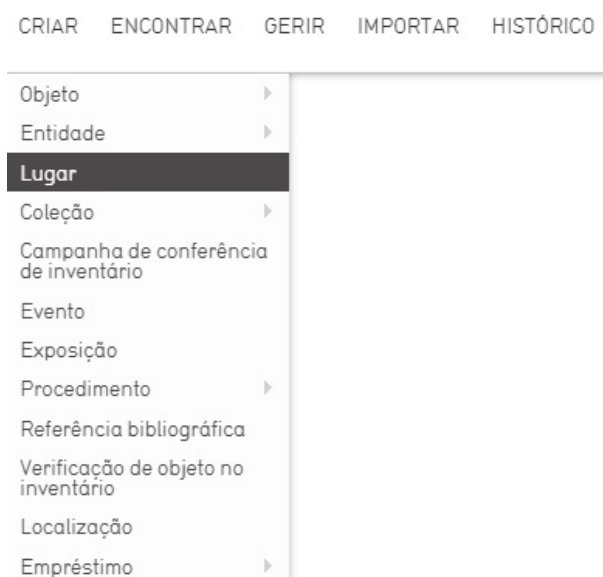 CRIAR ENCONTRAR GERIR IMPORTAR HISTÓRICO
Objeto
Entidade
Lugar
Coleção
Campanha de conferência
de inventário
Evento
Exposição
Procedimento
Referência bibliográfica
Verificação de objeto no
inventário
Localização
Empréstimo